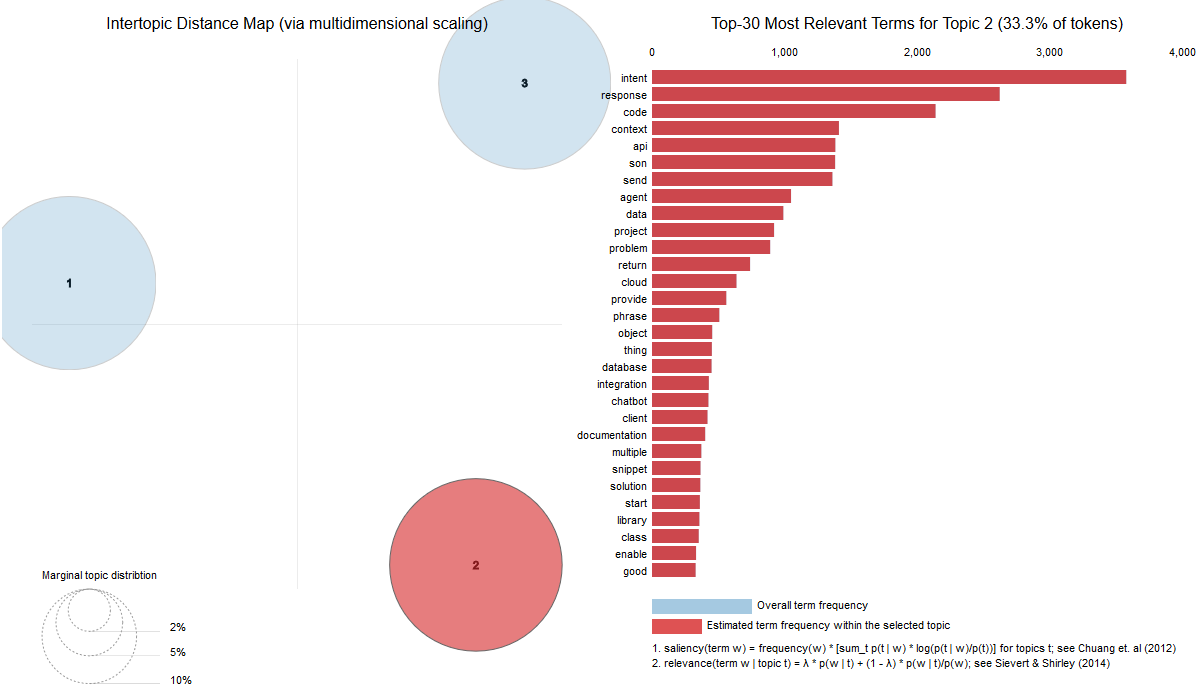 Intertopic Distance Map (via multidimensional scaling)
3
1
2
Marginal topic distribtion
2%
5%
10%
Top-30 Most Relevant Terms for Topic 2 (33.3% of tokens)
0 1,000 2,000 3,000 4,000
intent
response
code
context
api
son
send
agent
data
project
problem
return
cloud
provide
phrase
object
thing
database
integration
chatbot
client
documentation
multiple
snippet
solution
start
library
class
enable
good
Overall term frequency
Estimated term frequency within the selected topic
1. saliency(term w) = frequency(w) * [sum_t p(t | w) * log(p(t | w)/p(t))] for topics t; see Chuang et. al (2012)
2. relevance(term w | topic t) = λ * p(w | t) + (1 - λ) * p(w | t)/p(w); see Sievert & Shirley (2014)